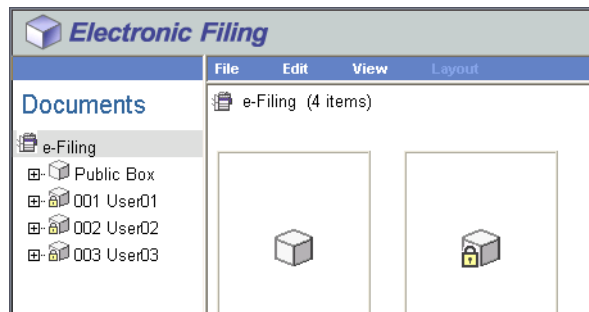 Electronic Filing
File Edit View Layout
Documents
e-Filing (4 items)
e-Filing
Public Box
001 User01
002 User02
003 User03